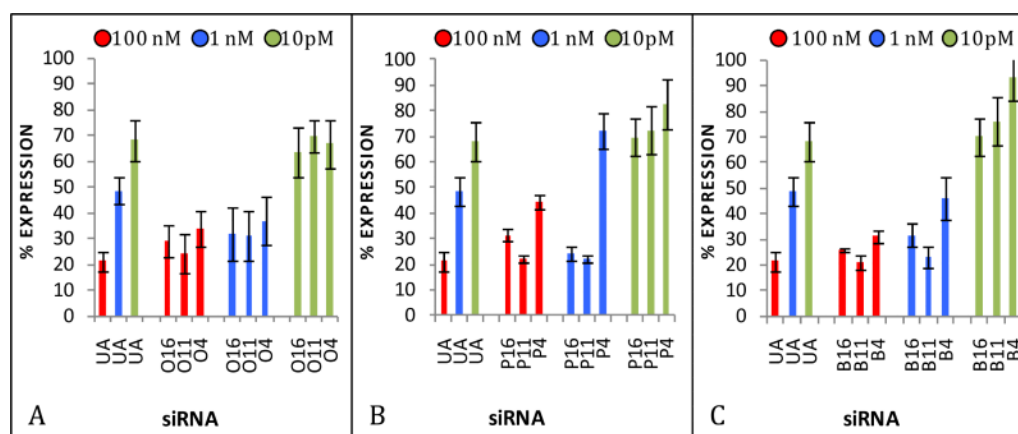 100 nM 1 nM 10pM
% EXPRESSION
100
90
80
70
60
50
40
30
20
10
0
UA UA UA O16 O11 O4 O16 O11 O4 O16 O11 O4
A siRNA
100 nM 1 nM 10pM
% EXPRESSION
100
90
80
70
60
50
40
30
20
10
0
UA UA UA P16 P11 P4 P16 P11 P4 P16 P11 P4
B siRNA
100 nM 1 nM 10pM
% EXPRESSION
100
90
80
70
60
50
40
30
20
10
0
UA UA UA B16 B11 B4 B16 B11 B4 B16 B11 B4
C siRNA